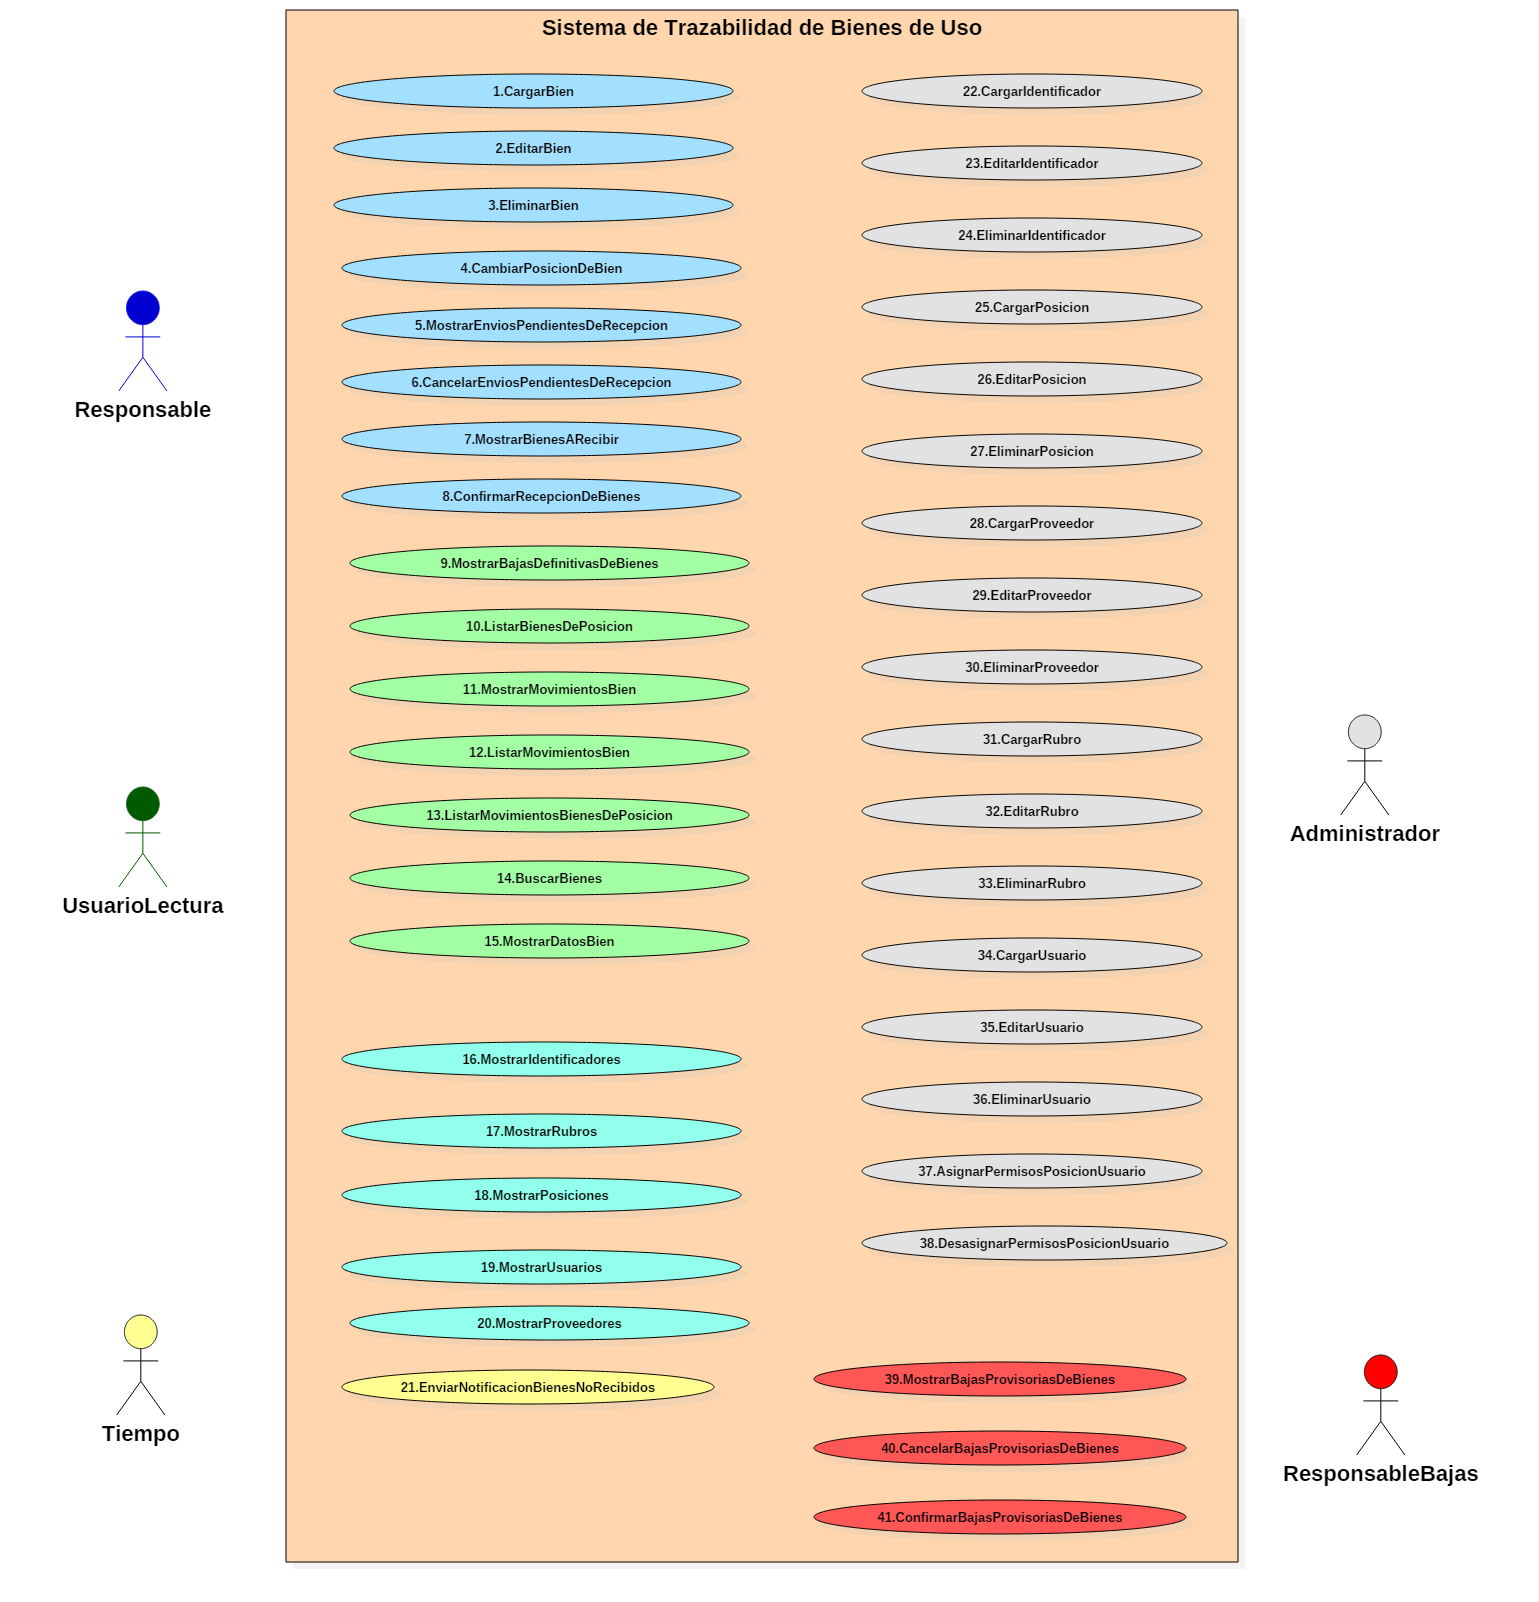 Sistema de Trazabilidad de Bienes de Uso
1.CargarBien
2.EditarBien
3.EliminarBien
4.CambiarPosicionDeBien
5.MostrarEnviosPendientesDeRecepcion
6.CancelarEnviosPendientesDeRecepcion
7.MostrarBienesARecibir
8.ConfirmarRecepcionDeBienes
9.MostrarBajasDefinitivasDeBienes
10.ListarBienesDePosicion
11.MostrarMovimientosBien
12.ListarMovimientosBien
13.ListarMovimientosBienesDePosicion
14.BuscarBienes
15.MostrarDatosBien
16.MostrarIdentificadores
17.MostrarRubros
18.MostrarPosiciones
19.MostrarUsuarios
20.MostrarProveedores
21.EnviarNotificacionBienesNoRecibidos
22.CargarIdentificador
23.EditarIdentificador
24.EliminarIdentificador
25.CargarPosicion
26.EditarPosicion
27.EliminarPosicion
28.CargarProveedor
29.EditarProveedor
30.EliminarProveedor
31.CargarRubro
32.EditarRubro
33.EliminarRubro
34.CargarUsuario
35.EditarUsuario
36.EliminarUsuario
37.AsignarPermisosPosicionUsuario
38.DesasignarPermisosPosicionUsuario
39.MostrarBajasProvisoriasDeBienes
40.CancelarBajasProvisoriasDeBienes
41.ConfirmarBajasProvisoriasDeBienes
Responsable
UsuarioLectura
Tiempo
Administrador
ResponsableBajas